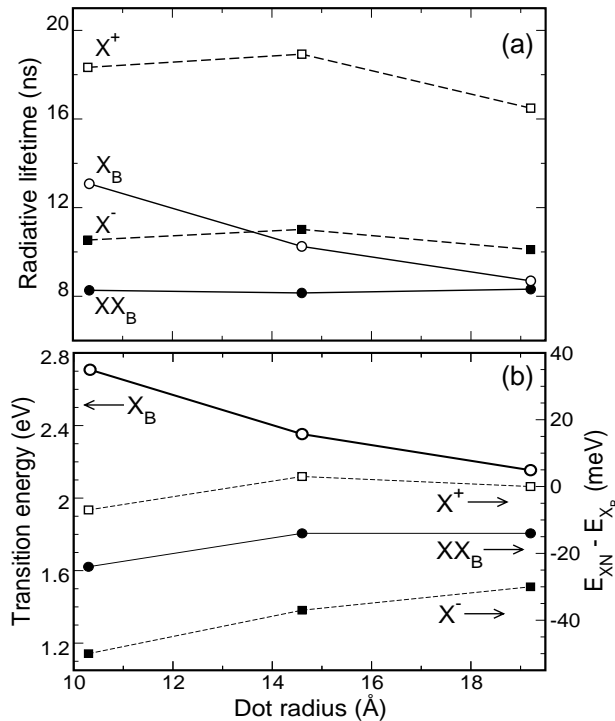 20
X+
(a)
16
Radiative lifetime (ns)
XB
12
X-
8
XXB
2.8
40
(b)
XB
20
2.4
Transition energy (eV)
2
0
X+
EXN - EXB (meV)
XXB
-20
1.6
X-
-40
1.2
10 12 14 16 18
Dot radius (Å)